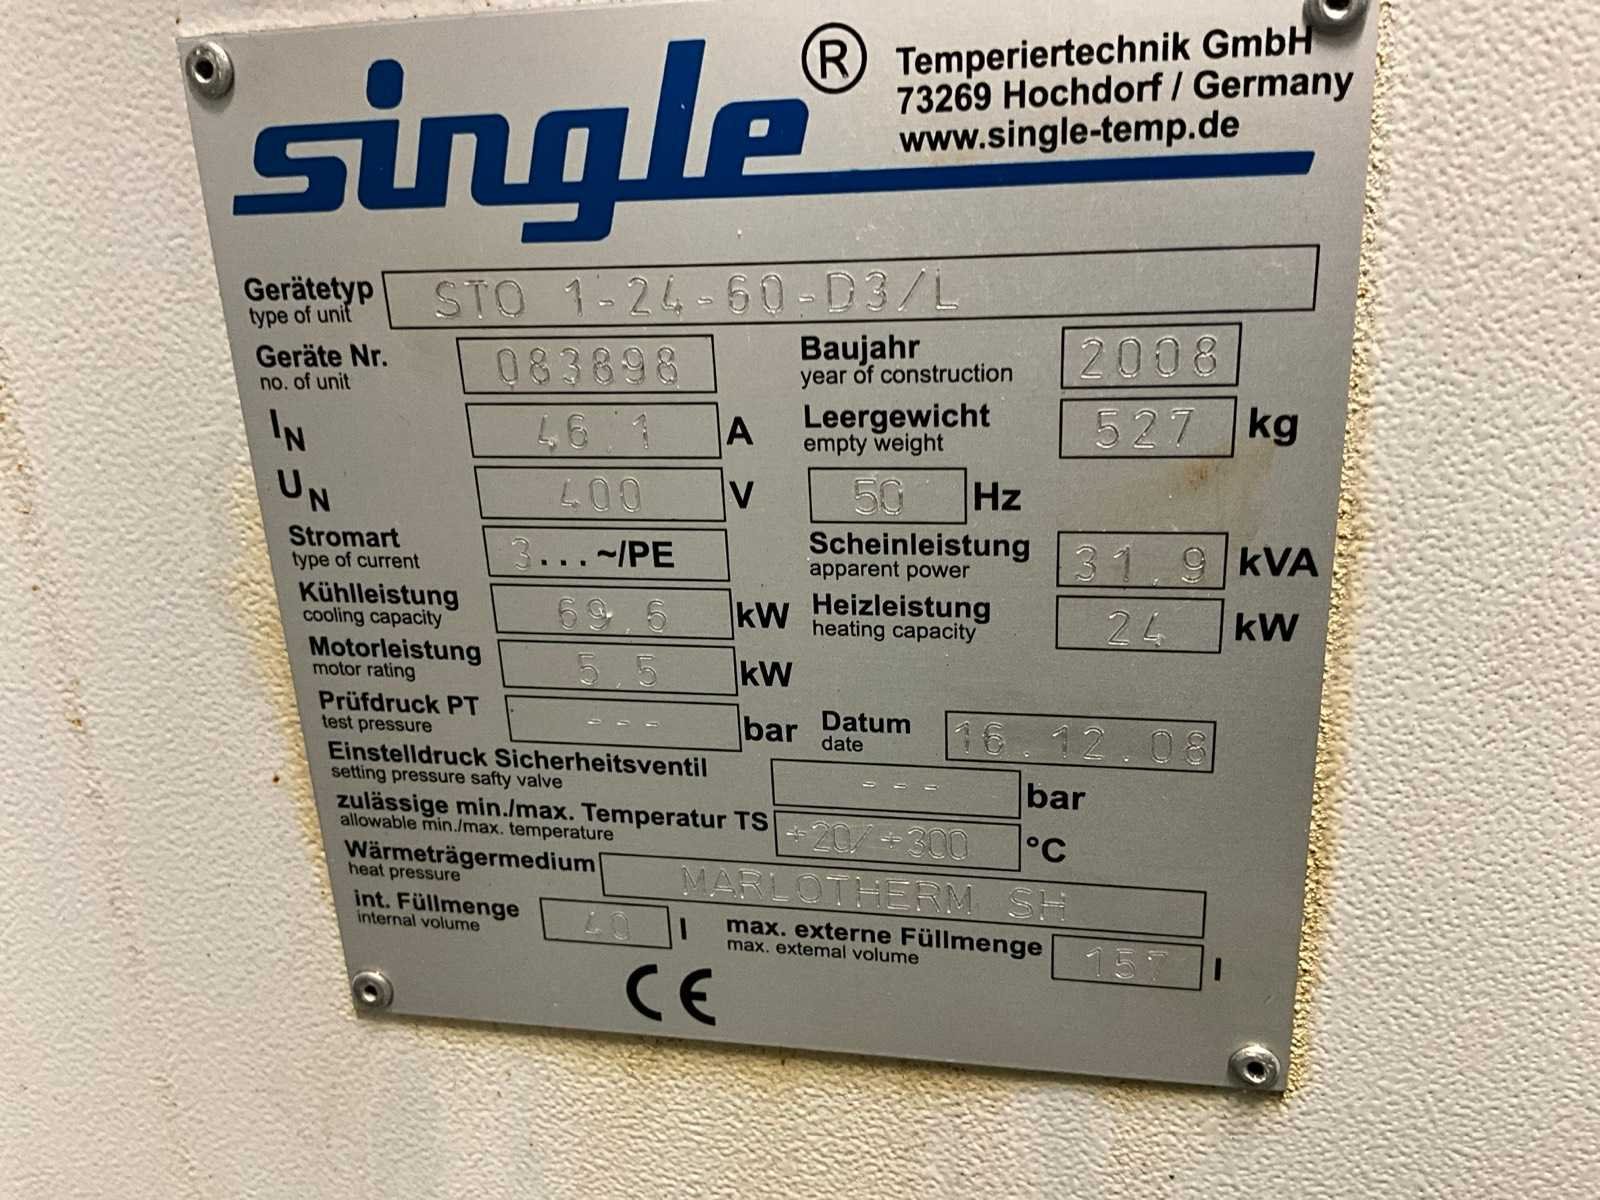 single ® Temperiertechnik GmbH
73269 Hochdorf / Germany
www.single-temp.de
Gerätetyp STO 1-24-60-D3/L
type of unit
Geräte Nr. 083898 Baujahr 2008
no. of unit year of construction
IN 46.1 A Leergewicht 527 kg
empty weight
UN 400 V 50 Hz
Stromart 3...~/PE Scheinleistung 31.9 kVA
type of current apparent power
Kühlleistung 69.6 kW Heizleistung 24 kW
cooling capacity heating capacity
Motorleistung 5.5 kW
motor rating
Prüfdruck PT --- bar Datum 16.12.08
test pressure date
Einstelldruck Sicherheitsventil --- bar
setting pressure safty valve
zulässige min./max. Temperatur TS +20/+300 °C
allowable min./max. temperature
Wärmeträgermedium MARLOTHERM SH
heat pressure
int. Füllmenge 40 l max. externe Füllmenge 157 l
internal volume max. external volume
CE